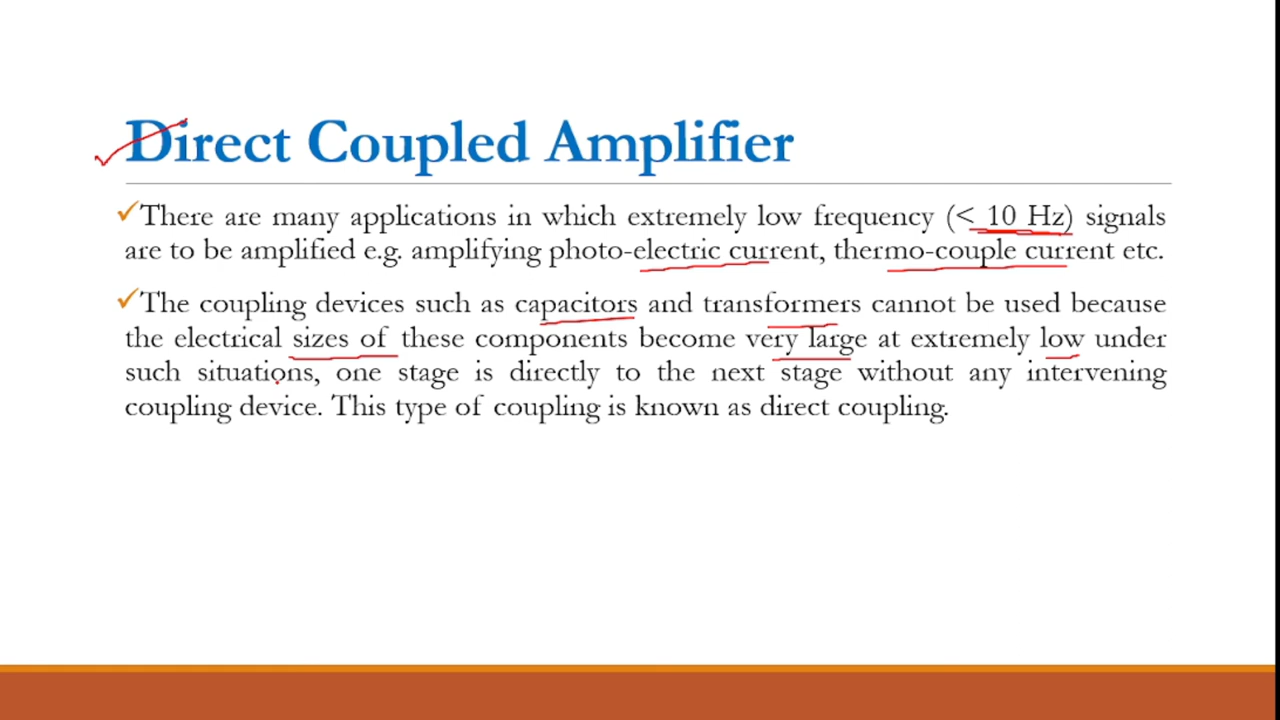 Direct Coupled Amplifier
✓There are many applications in which extremely low frequency (< 10 Hz) signals
are to be amplified e.g. amplifying photo-electric current, thermo-couple current etc.
✓The coupling devices such as capacitors and transformers cannot be used because
the electrical sizes of these components become very large at extremely low under
such situations, one stage is directly to the next stage without any intervening
coupling device. This type of coupling is known as direct coupling.